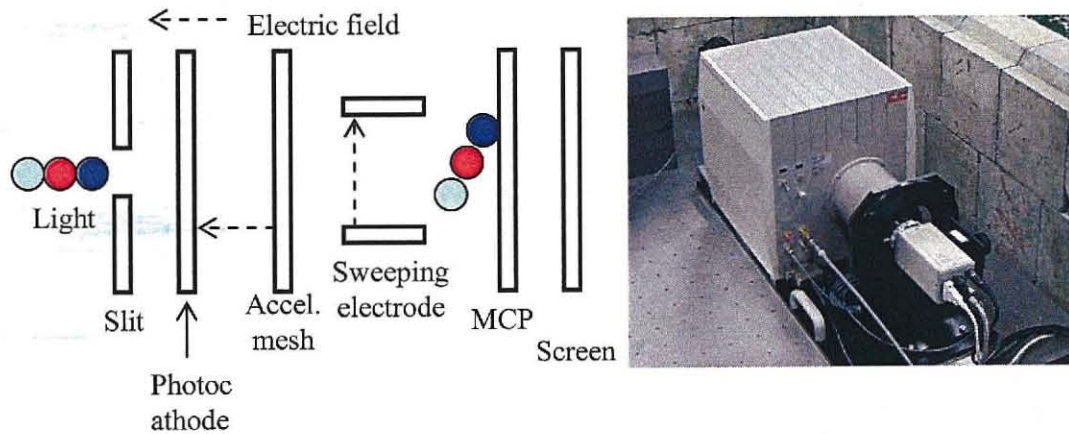 Electric field
Light
Slit
Photoc
athode
Accel.
mesh
Sweeping
electrode
MCP
Screen